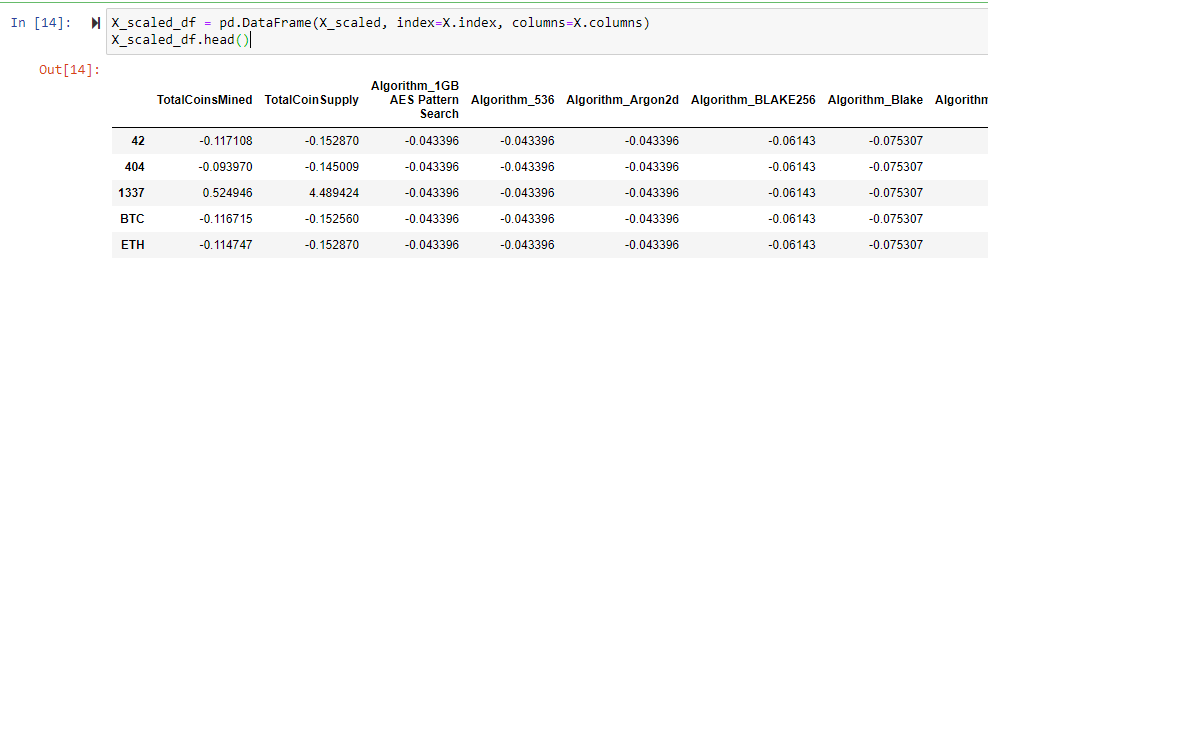 In [14]: X_scaled_df = pd.DataFrame(X_scaled, index=X.index, columns=X.columns)
X_scaled_df.head()
Out[14]:
TotalCoinsMined TotalCoinSupply Algorithm_1GB AES Pattern Search Algorithm_536 Algorithm_Argon2d Algorithm_BLAKE256 Algorithm_Blake Algorithm
42 -0.117108 -0.152870 -0.043396 -0.043396 -0.043396 -0.06143 -0.075307
404 -0.093970 -0.145009 -0.043396 -0.043396 -0.043396 -0.06143 -0.075307
1337 0.524946 4.489424 -0.043396 -0.043396 -0.043396 -0.06143 -0.075307
BTC -0.116715 -0.152560 -0.043396 -0.043396 -0.043396 -0.06143 -0.075307
ETH -0.114747 -0.152870 -0.043396 -0.043396 -0.043396 -0.06143 -0.075307